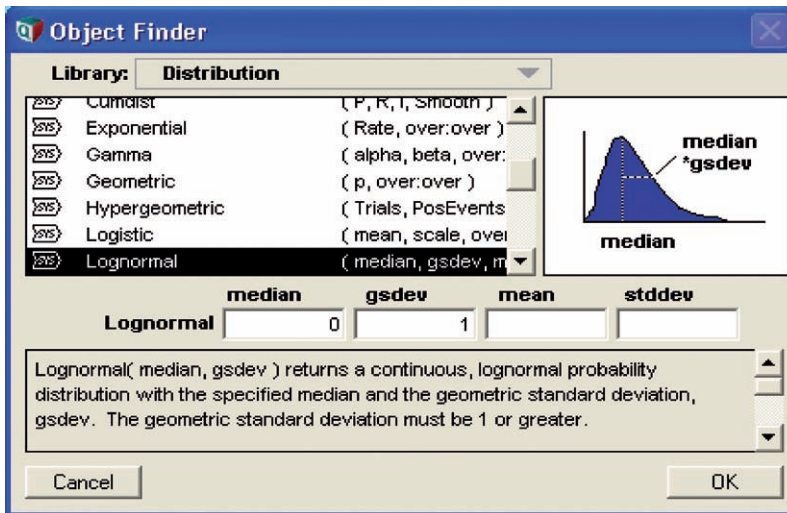 Object Finder
Library: Distribution
Cumdist ( P, R, I, Smooth )
Exponential ( Rate, over:over )
Gamma ( alpha, beta, over:
Geometric ( p, over:over )
Hypergeometric ( Trials, PosEvents
Logistic ( mean, scale, over
Lognormal ( median, gsdev, m
median
*gsdev
median
median gsdev mean stddev
Lognormal 0 1
Lognormal( median, gsdev ) returns a continuous, lognormal probability
distribution with the specified median and the geometric standard deviation,
gsdev. The geometric standard deviation must be 1 or greater.
Cancel OK